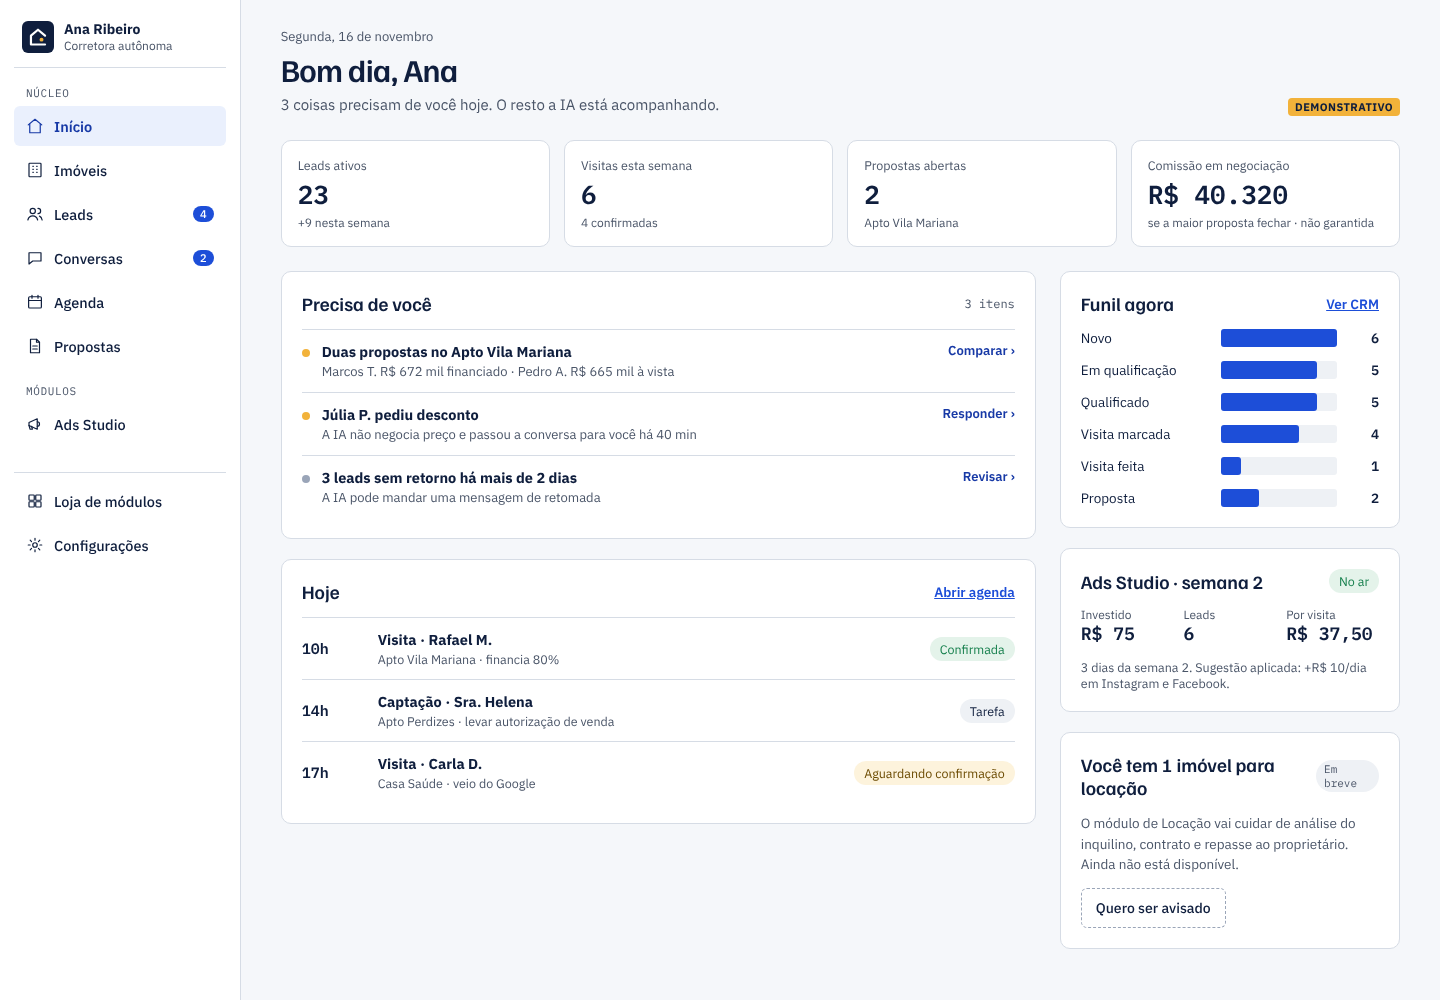 Ana Ribeiro
Corretora autônoma
NÚCLEO
Início
Imóveis
Leads 4
Conversas 2
Agenda
Propostas
MÓDULOS
Ads Studio
Loja de módulos
Configurações
Segunda, 16 de novembro
Bom dia, Ana
3 coisas precisam de você hoje. O resto a IA está acompanhando.
DEMONSTRATIVO
Leads ativos
23
+9 nesta semana
Visitas esta semana
6
4 confirmadas
Propostas abertas
2
Apto Vila Mariana
Comissão em negociação
R$ 40.320
se a maior proposta fechar · não garantida
Precisa de você 3 itens
Duas propostas no Apto Vila Mariana Comparar ›
Marcos T. R$ 672 mil financiado · Pedro A. R$ 665 mil à vista
Júlia P. pediu desconto Responder ›
A IA não negocia preço e passou a conversa para você há 40 min
3 leads sem retorno há mais de 2 dias Revisar ›
A IA pode mandar uma mensagem de retomada
Hoje Abrir agenda
10h
Visita · Rafael M.
Apto Vila Mariana · financia 80%
Confirmada
14h
Captação · Sra. Helena
Apto Perdizes · levar autorização de venda
Tarefa
17h
Visita · Carla D.
Casa Saúde · veio do Google
Aguardando confirmação
Funil agora Ver CRM
Novo 6
Em qualificação 5
Qualificado 5
Visita marcada 4
Visita feita 1
Proposta 2
Ads Studio · semana 2 No ar
Investido Leads Por visita
R$ 75 6 R$ 37,50
3 dias da semana 2. Sugestão aplicada: +R$ 10/dia
em Instagram e Facebook.
Você tem 1 imóvel para
locação
Em
breve
O módulo de Locação vai cuidar de análise do
inquilino, contrato e repasse ao proprietário.
Ainda não está disponível.
Quero ser avisado